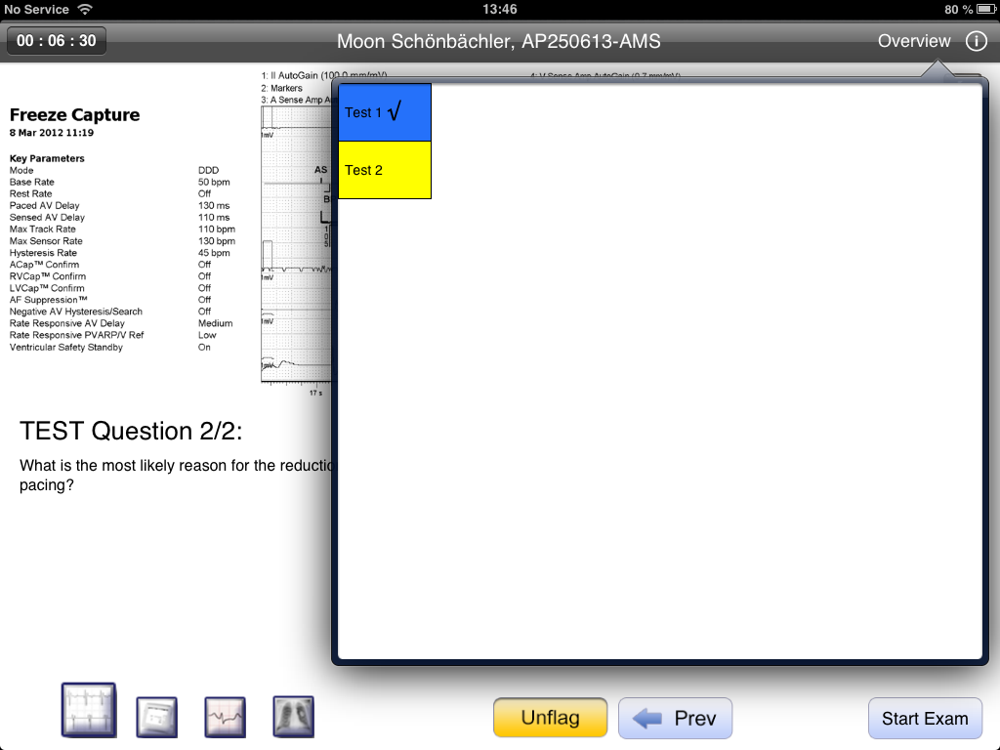 No Service
13:46
80 %
00 : 06 : 30
Moon Schönbächler, AP250613-AMS
Overview
1: II AutoGain (100.0 mm/mV)
2: Markers
3: A Sense Amp
4: V Sense Amp AutoGain (0.7 mm/mV)
Freeze Capture
8 Mar 2012 11:19
Key Parameters
Mode DDD
Base Rate 50 bpm
Rest Rate Off
Paced AV Delay 130 ms
Sensed AV Delay 110 ms
Max Track Rate 110 bpm
Max Sensor Rate 130 bpm
Hysteresis Rate 45 bpm
ACap™ Confirm Off
RVCap™ Confirm Off
LVCap™ Confirm Off
AF Suppression™ Off
Negative AV Hysteresis/Search Off
Rate Responsive AV Delay Medium
Rate Responsive PVARP/V Ref Low
Ventricular Safety Standby On
1mV
AS
1mV
1mV
1mV
17 s
Test 1 √
Test 2
TEST Question 2/2:
What is the most likely reason for the
pacing?
Unflag
Prev
Start Exam